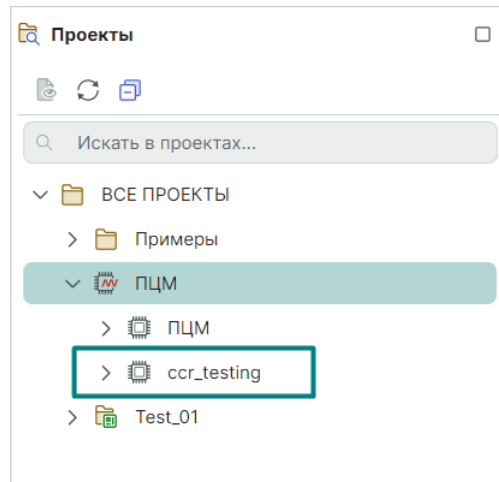 Проекты
Искать в проектах...
ВСЕ ПРОЕКТЫ
Примеры
ПЦМ
ПЦМ
ccr_testing
Test_01